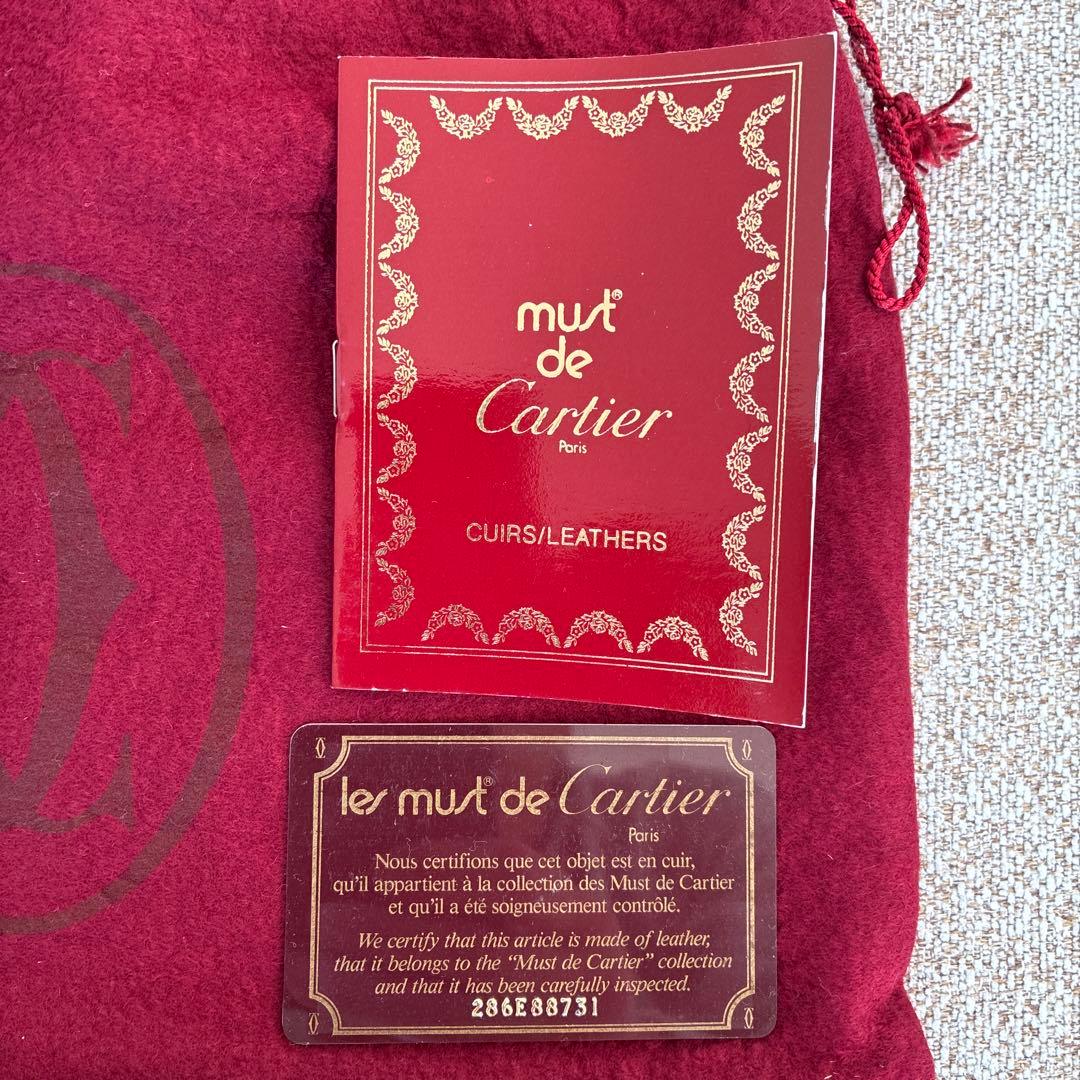 must®
de
Cartier
Paris
CUIRS/LEATHERS
les must® de Cartier
Paris
Nous certifions que cet objet est en cuir,
qu'il appartient à la collection des Must de Cartier
et qu'il a été soigneusement contrôlé.
We certify that this article is made of leather,
that it belongs to the “Must de Cartier” collection
and that it has been carefully inspected.
286E88731